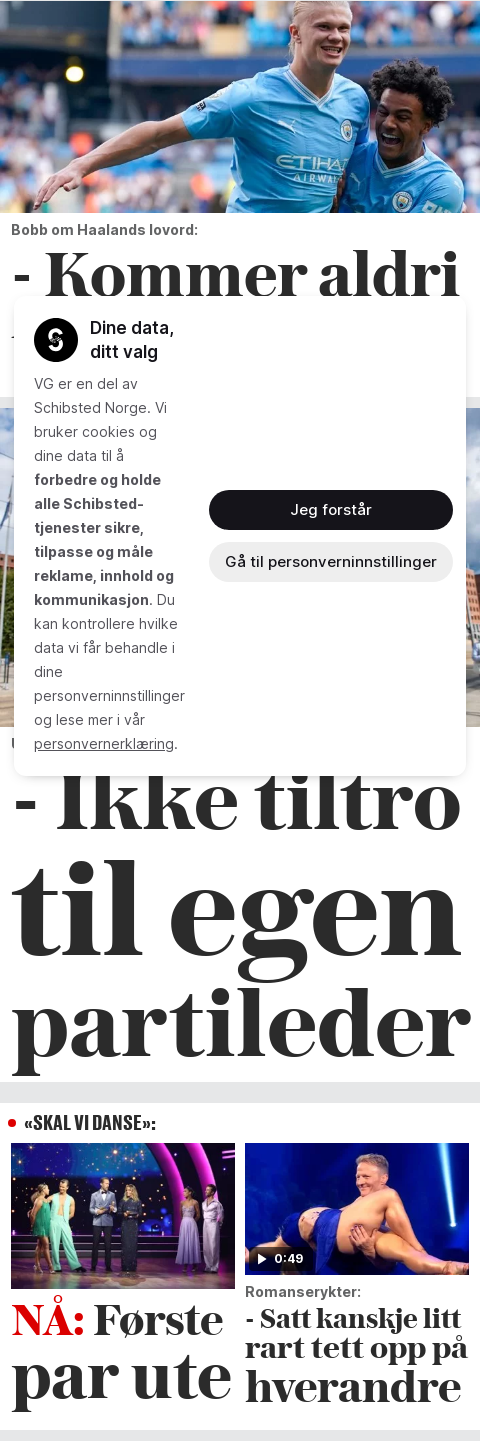 ETIHAD
AIRWAYS
Bobb om Haalands lovord:
- Kommer aldri
Dine data,
ditt valg
VG er en del av
Schibsted Norge. Vi
bruker cookies og
dine data til å
forbedre og holde
alle Schibsted-
tjenester sikre,
tilpasse og måle
reklame, innhold og
kommunikasjon. Du
kan kontrollere hvilke
data vi får behandle i
dine
personverninnstillinger
og lese mer i vår
personvernerklæring.
Jeg forstår
Gå til personverninnstillinger
- Ikke tiltro
til egen
partileder
«SKAL VI DANSE»:
NÅ: Første
par ute
0:49
Romanserykter:
- Satt kanskje litt
rart tett opp på
hverandre